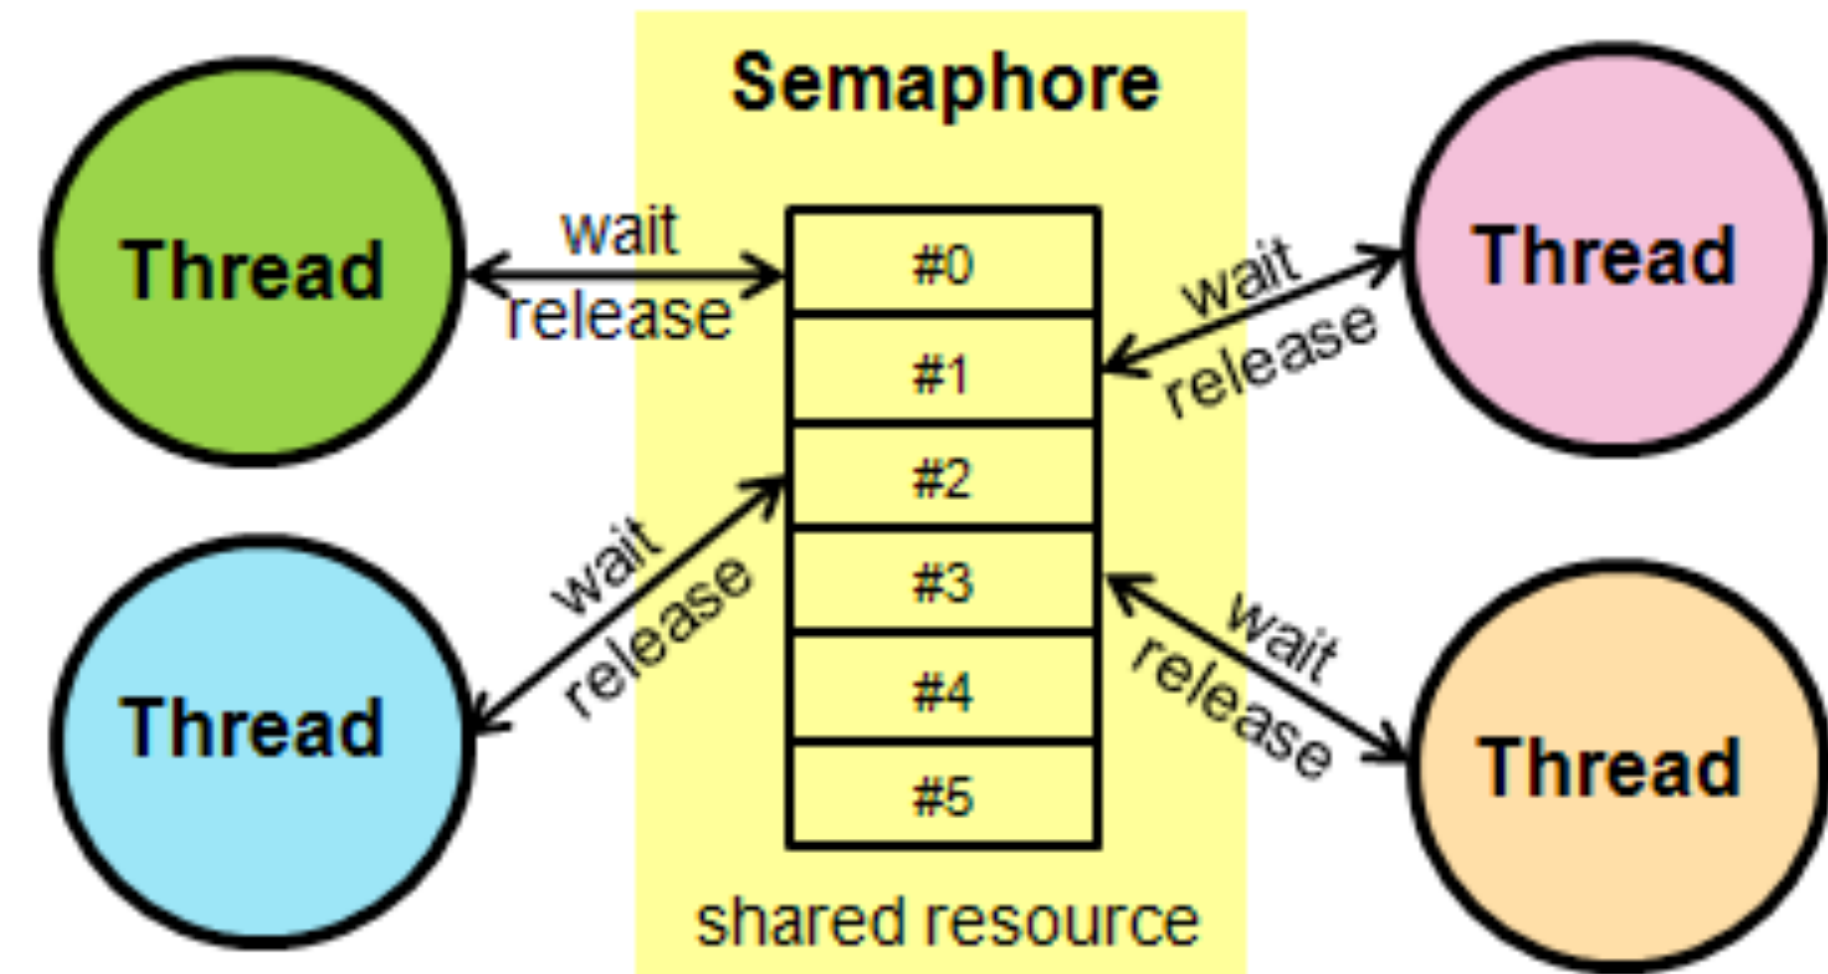 Semaphore
Thread
wait
release
#0
#1
#2
#3
#4
#5
wait
release
Thread
Thread
wait
release
wait
release
Thread
shared resource